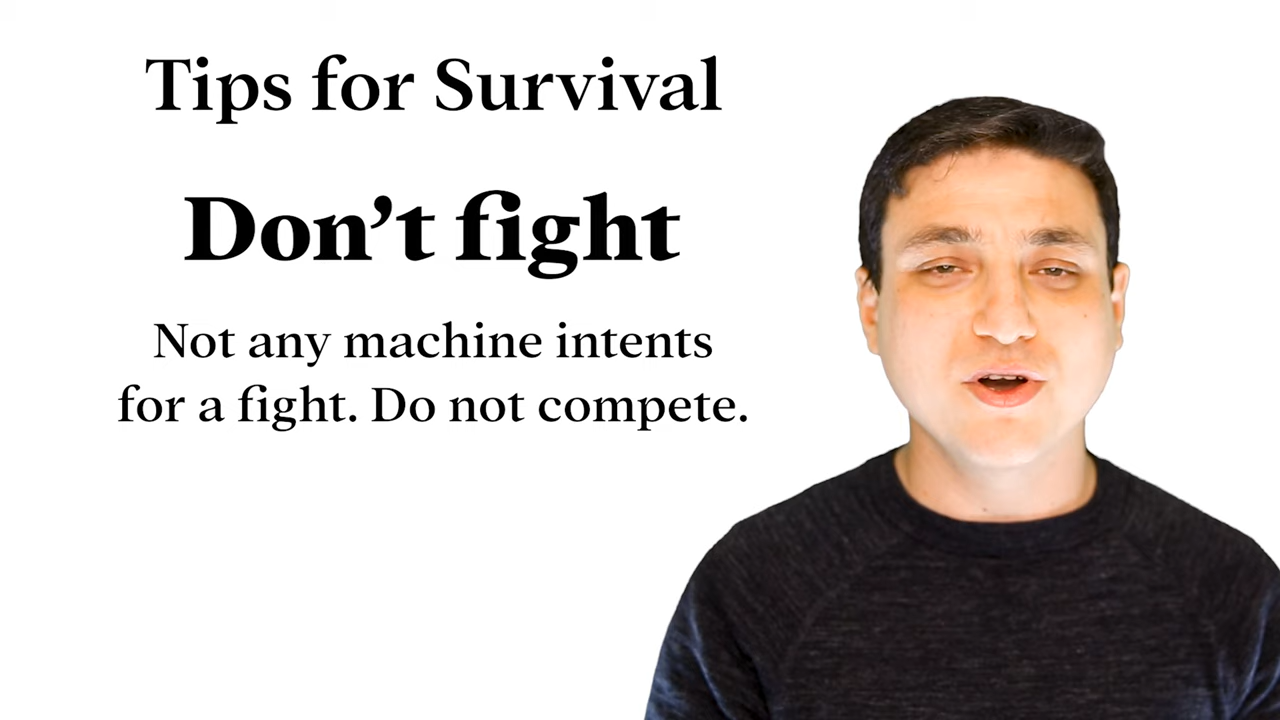 Tips for Survival
Don’t fight
Not any machine intents
for a fight. Do not compete.